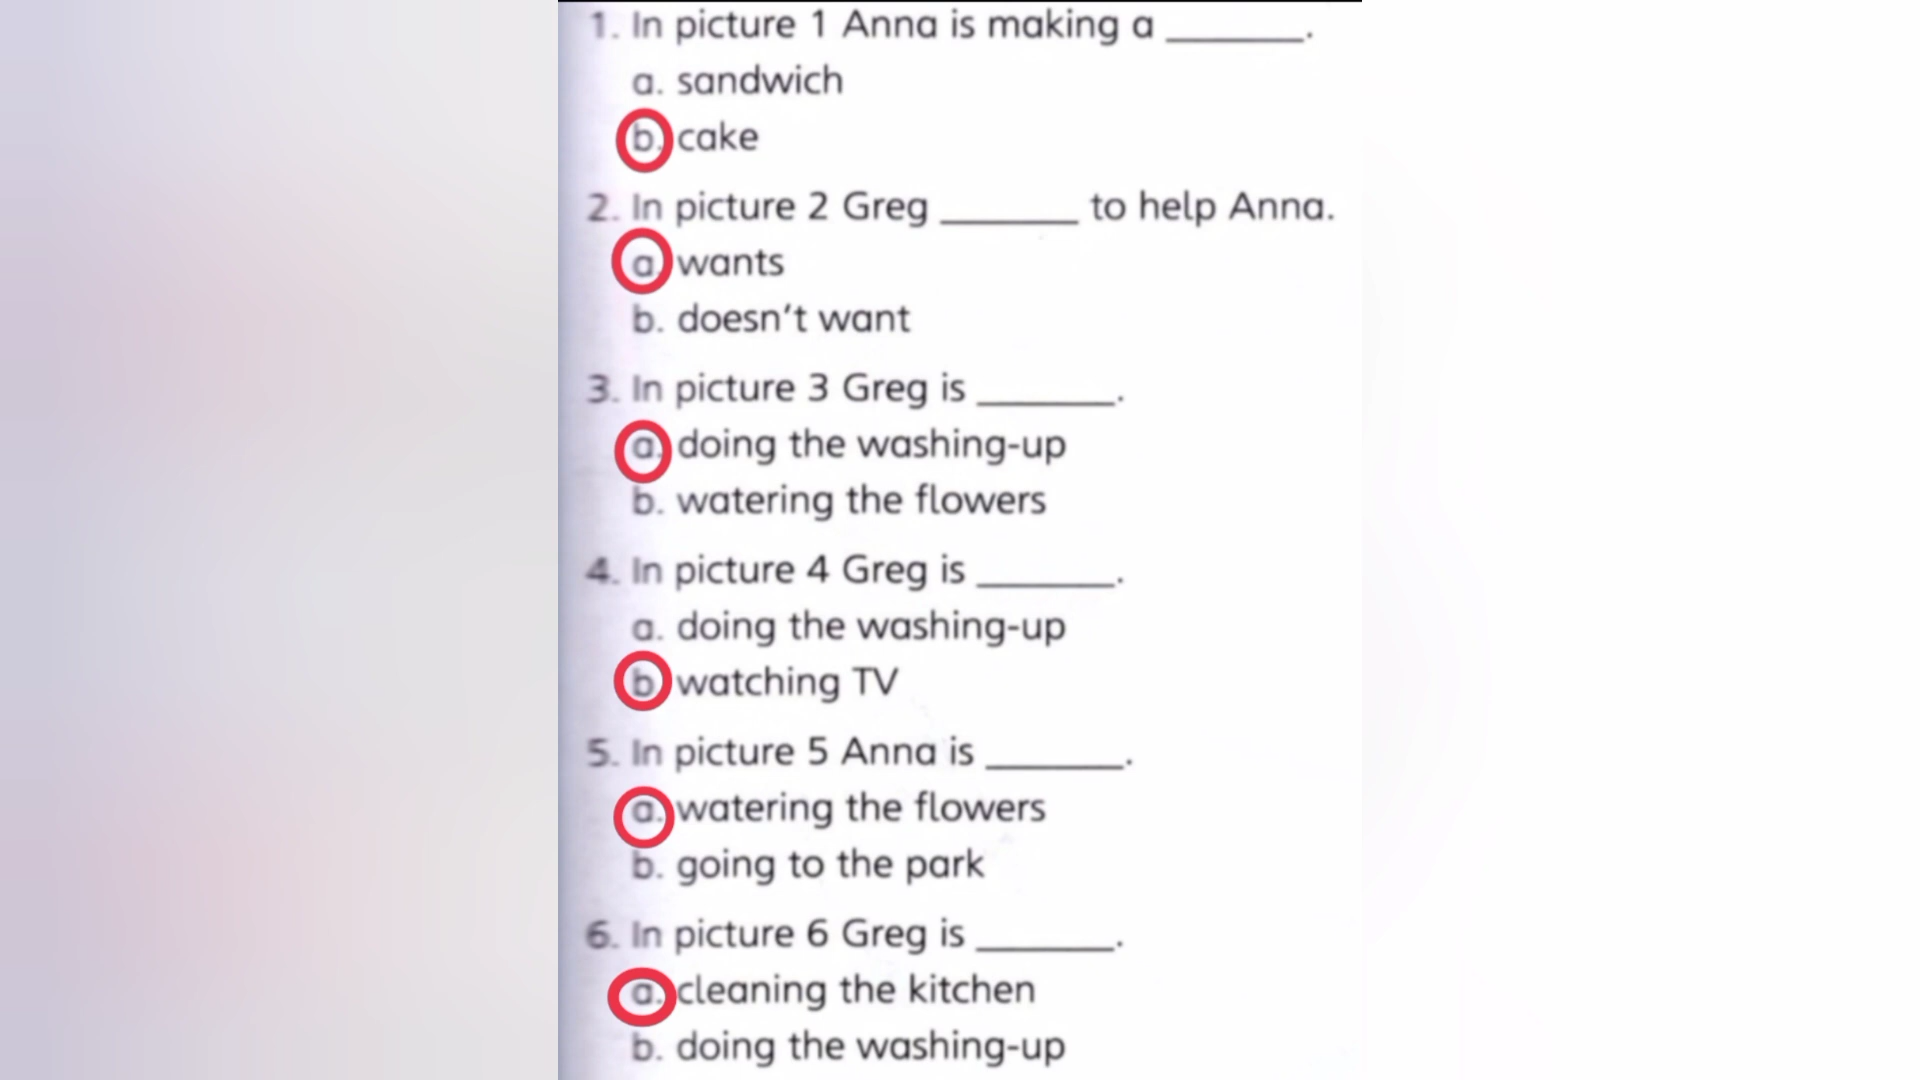 1. In picture 1 Anna is making a _______.
a. sandwich
b. cake
2. In picture 2 Greg _______ to help Anna.
a. wants
b. doesn't want
3. In picture 3 Greg is _______.
a. doing the washing-up
b. watering the flowers
4. In picture 4 Greg is _______.
a. doing the washing-up
b. watching TV
5. In picture 5 Anna is _______.
a. watering the flowers
b. going to the park
6. In picture 6 Greg is _______.
a. cleaning the kitchen
b. doing the washing-up